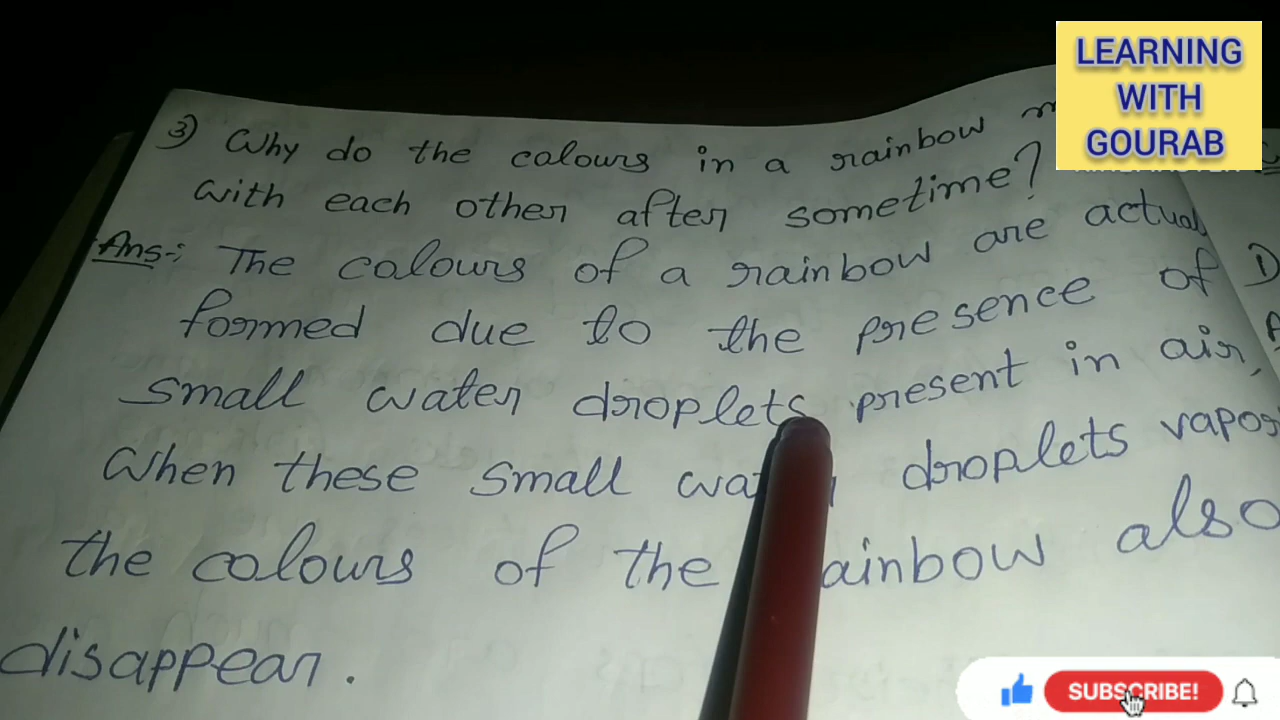 LEARNING
WITH
GOURAB
3) Why do the colours in a rainbow
with each other after sometime?
Ans:- The colours of a rainbow are actual
formed due to the presence of
small water droplets present in air,
When these small droplets
the colours of the ainbow also
disappear.
SUBSCRIBE!